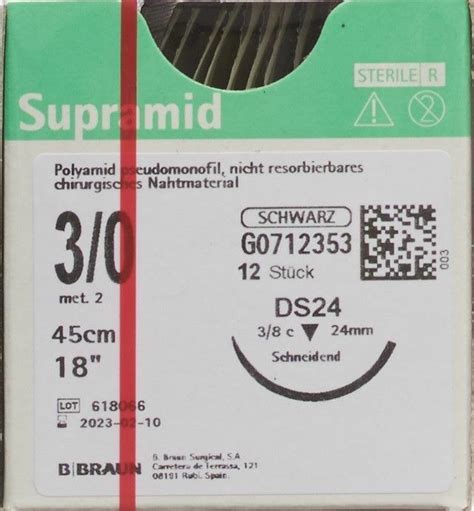 STERILE R
Supramid
Polyamid pseudomonofil, nicht resorbierbares
chirurgisches Nahtmaterial
3/0
met. 2
45cm
18"
SCHWARZ
G0712353
12 Stück
003
DS24
3/8 c ▼ 24mm
Schneidend
LOT 618066
2023-02-10
B|BRAUN
B. Braun Surgical, S.A
Carretera de Terrassa, 121
08191 Rubí. Spain.